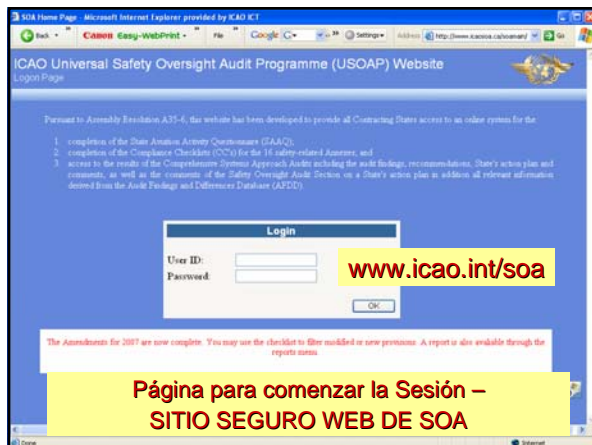 SOA Home Page - Microsoft Internet Explorer provided by ICAO ICT
Back
Canon Easy-WebPrint
File
Google
Settings
Address
Go
ICAO Universal Safety Oversight Audit Programme (USOAP) Website
Logon Page
Pursuant to Assembly Resolution A35-6, this website has been developed to provide all Contracting States access to an online system for the:
1. completion of the State Aviation Activity Questionnaire (SAAQ);
2. completion of the Compliance Checklists (CC's) for the 16 safety-related Annexes; and
3. access to the results of the Comprehensive Systems Approach Audits including the audit findings, recommendations, State's action plan and
comments, as well as the comments of the Safety Oversight Audit Section on a State's action plan in addition all relevant information
derived from the Audit Findings and Differences Database (AFDD).
Login
User ID:
Password:
OK
www.icao.int/soa
The Amendments for 2007 are now complete. You may use the checklist to filter modified or new provisions. A report is also available through the
reports menu.
Página para comenzar la Sesión –
SITIO SEGURO WEB DE SOA
Done
Internet